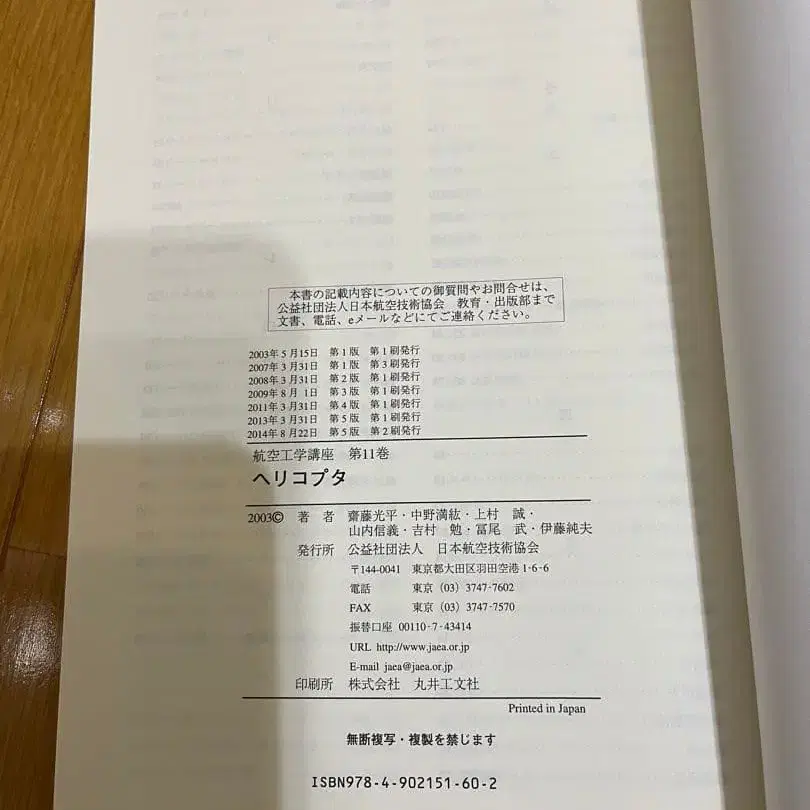 本書の記載内容についての御質問やお問合せは、
公益社団法人日本航空技術協会 教育・出版部まで
文書、電話、eメールなどにてご連絡ください。
2003年5月15日 第1版 第1刷発行
2007年3月31日 第1版 第3刷発行
2008年3月31日 第2版 第1刷発行
2009年8月 1日 第3版 第1刷発行
2011年3月31日 第4版 第1刷発行
2013年3月31日 第5版 第1刷発行
2014年8月22日 第5版 第2刷発行
航空工学講座 第11巻
ヘリコプタ
2003© 著 者 齋藤光平・中野満紘・上村 誠・
山内信義・吉村 勉・冨尾 武・伊藤純夫
発行所 公益社団法人 日本航空技術協会
〒144-0041 東京都大田区羽田空港1-6-6
電話 東京 (03) 3747-7602
FAX 東京 (03) 3747-7570
振替口座 00110-7-43414
URL http://www.jaea.or.jp
E-mail jaea@jaea.or.jp
印刷所 株式会社 丸井工文社
Printed in Japan
無断複写・複製を禁じます
ISBN978-4-902151-60-2